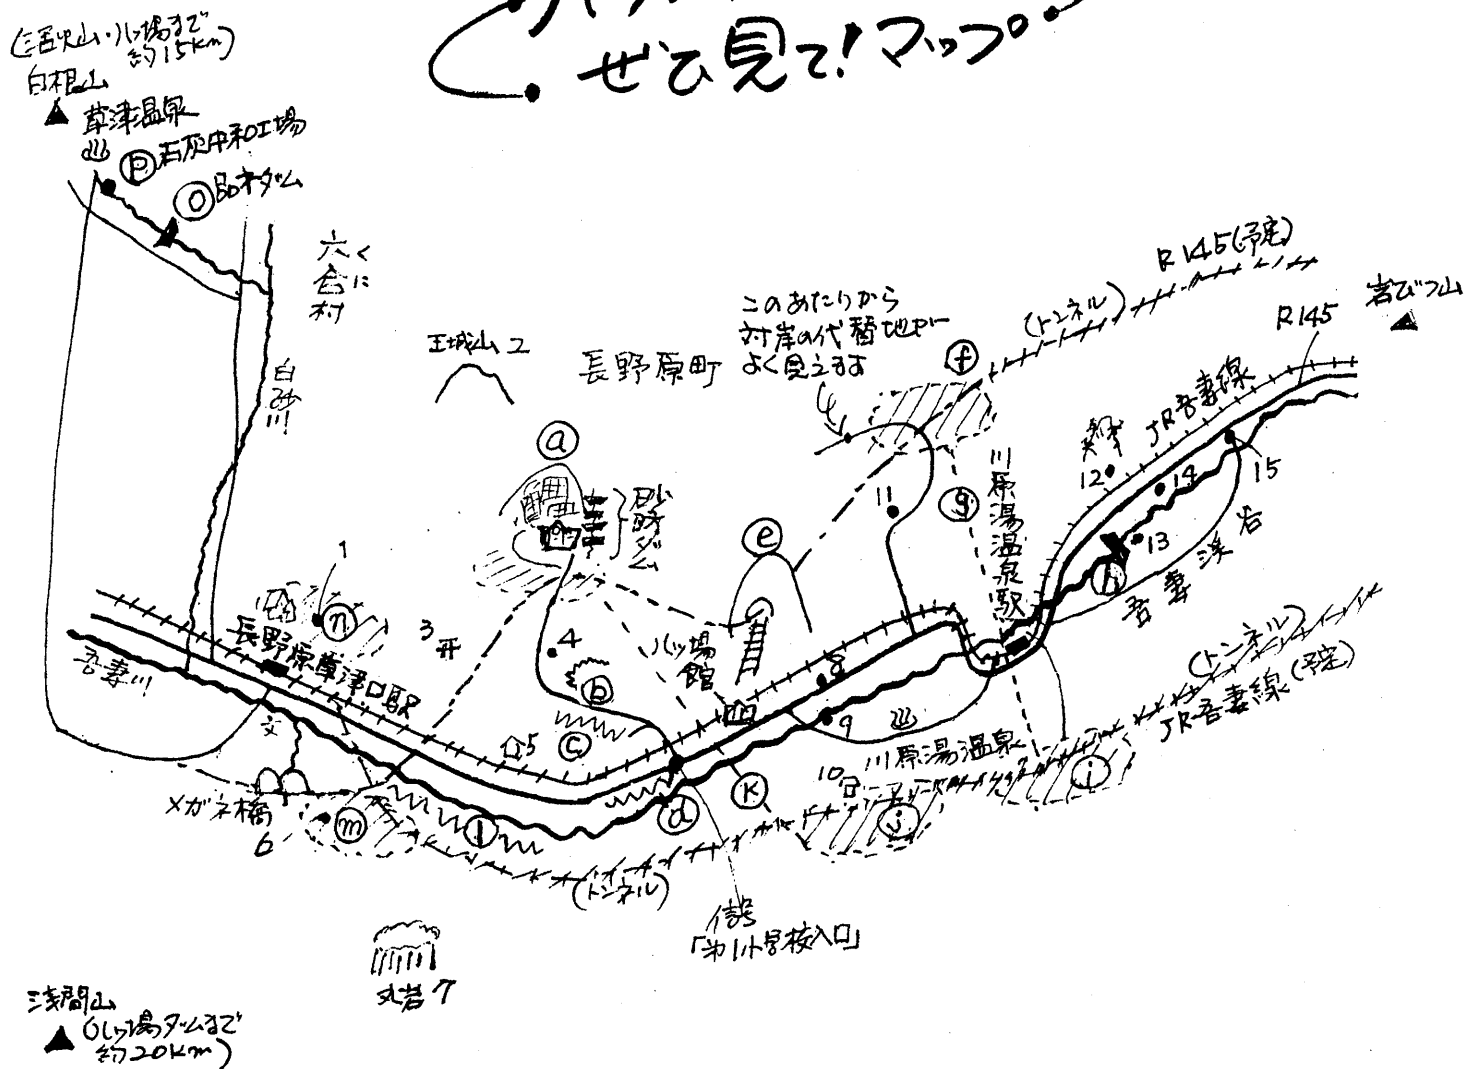 ぜひ見て!マップ
(活火山・八ッ場まで
約15km)
白根山
草津温泉
p 石灰中和工場
o 品木ダム
六合村
くに
白砂川
王城山 2
長野原町
このあたりから
対岸の代替地が
よく見えます
f
(トンネル)
R145(予定)
R145
岩びつ山
JR吾妻線
12
14
15
13
h
吾妻渓谷
川原湯温泉駅
g
11
a
砂防ダム
e
1
n
長野原草津口駅
3
4
b
c
5
八ッ場
館
8
9
吾妻川
文
メガネ橋
6
m
l
d
k
10
川原湯温泉
j
i
(トンネル)
JR吾妻線(予定)
(トンネル)
信号
「第1小学校入口」
丸岩 7
浅間山
(八ッ場ダムまで
約20km)